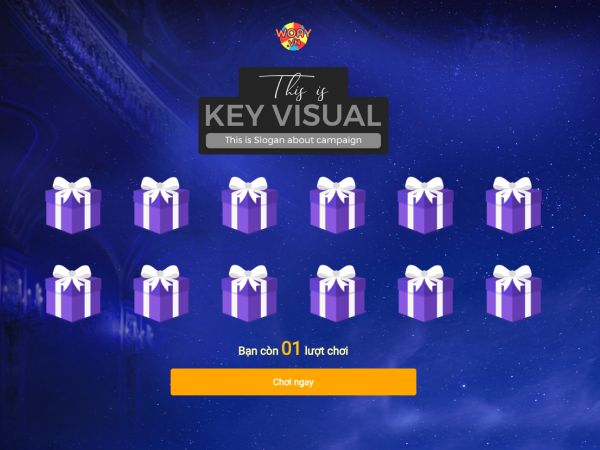 WOAY
.VN
This is
KEY VISUAL
This is Slogan about campaign
Bạn còn 01 lượt chơi
Chơi ngay